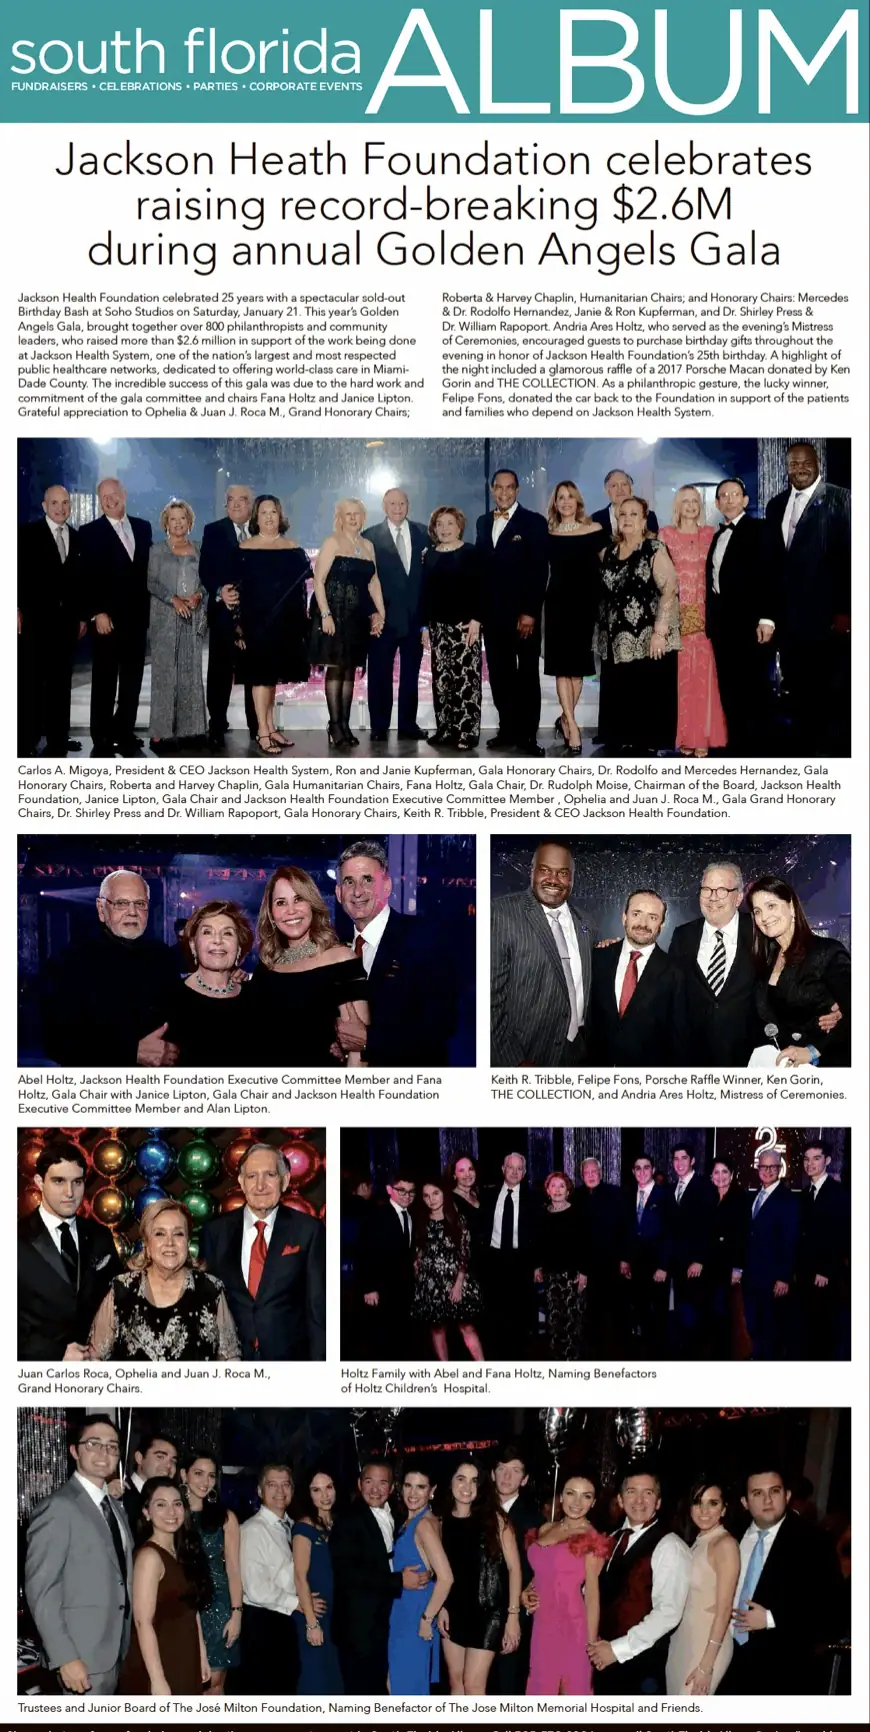 south florida ALBUM
FUNDRAISERS • CELEBRATIONS • PARTIES • CORPORATE EVENTS
Jackson Heath Foundation celebrates
raising record-breaking $2.6M
during annual Golden Angels Gala
Jackson Health Foundation celebrated 25 years with a spectacular sold-out
Birthday Bash at Soho Studios on Saturday, January 21. This year's Golden
Angels Gala, brought together over 800 philanthropists and community
leaders, who raised more than $2.6 million in support of the work being done
at Jackson Health System, one of the nation's largest and most respected
public healthcare networks, dedicated to offering world-class care in Miami-
Dade County. The incredible success of this gala was due to the hard work and
commitment of the gala committee and chairs Fana Holtz and Janice Lipton.
Grateful appreciation to Ophelia & Juan J. Roca M., Grand Honorary Chairs;
Roberta & Harvey Chaplin, Humanitarian Chairs; and Honorary Chairs: Mercedes
& Dr. Rodolfo Hernandez, Janie & Ron Kupferman, and Dr. Shirley Press &
Dr. William Rapoport. Andria Ares Holtz, who served as the evening's Mistress
of Ceremonies, encouraged guests to purchase birthday gifts throughout the
evening in honor of Jackson Health Foundation's 25th birthday. A highlight of
the night included a glamorous raffle of a 2017 Porsche Macan donated by Ken
Gorin and THE COLLECTION. As a philanthropic gesture, the lucky winner,
Felipe Fons, donated the car back to the Foundation in support of the patients
and families who depend on Jackson Health System.
Carlos A. Migoya, President & CEO Jackson Health System, Ron and Janie Kupferman, Gala Honorary Chairs, Dr. Rodolfo and Mercedes Hernandez, Gala
Honorary Chairs, Roberta and Harvey Chaplin, Gala Humanitarian Chairs, Fana Holtz, Gala Chair, Dr. Rudolph Moise, Chairman of the Board, Jackson Health
Foundation, Janice Lipton, Gala Chair and Jackson Health Foundation Executive Committee Member , Ophelia and Juan J. Roca M., Gala Grand Honorary
Chairs, Dr. Shirley Press and Dr. William Rapoport, Gala Honorary Chairs, Keith R. Tribble, President & CEO Jackson Health Foundation.
Abel Holtz, Jackson Health Foundation Executive Committee Member and Fana
Holtz, Gala Chair with Janice Lipton, Gala Chair and Jackson Health Foundation
Executive Committee Member and Alan Lipton.
Keith R. Tribble, Felipe Fons, Porsche Raffle Winner, Ken Gorin,
THE COLLECTION, and Andria Ares Holtz, Mistress of Ceremonies.
25
Juan Carlos Roca, Ophelia and Juan J. Roca M.,
Grand Honorary Chairs.
Holtz Family with Abel and Fana Holtz, Naming Benefactors
of Holtz Children's  Hospital.
Trustees and Junior Board of The José Milton Foundation, Naming Benefactor of The Jose Milton Memorial Hospital and Friends.